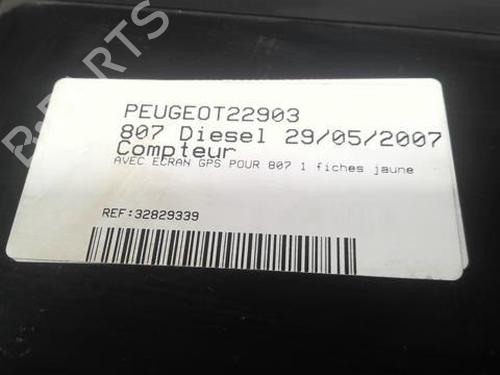 B-PARTS
PEUGEOT22903
807 Diesel 29/05/2007
Compteur
AVEC ECRAN GPS POUR 807 1 fiches jaune
REF:32829339